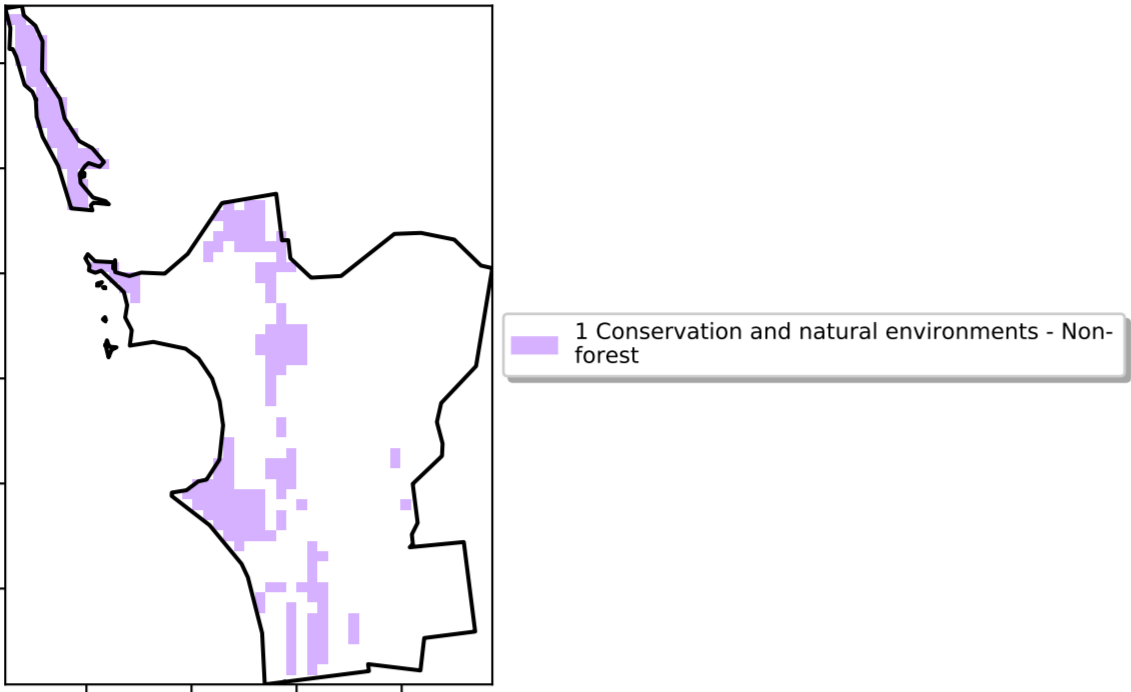 1 Conservation and natural environments - Non-
forest